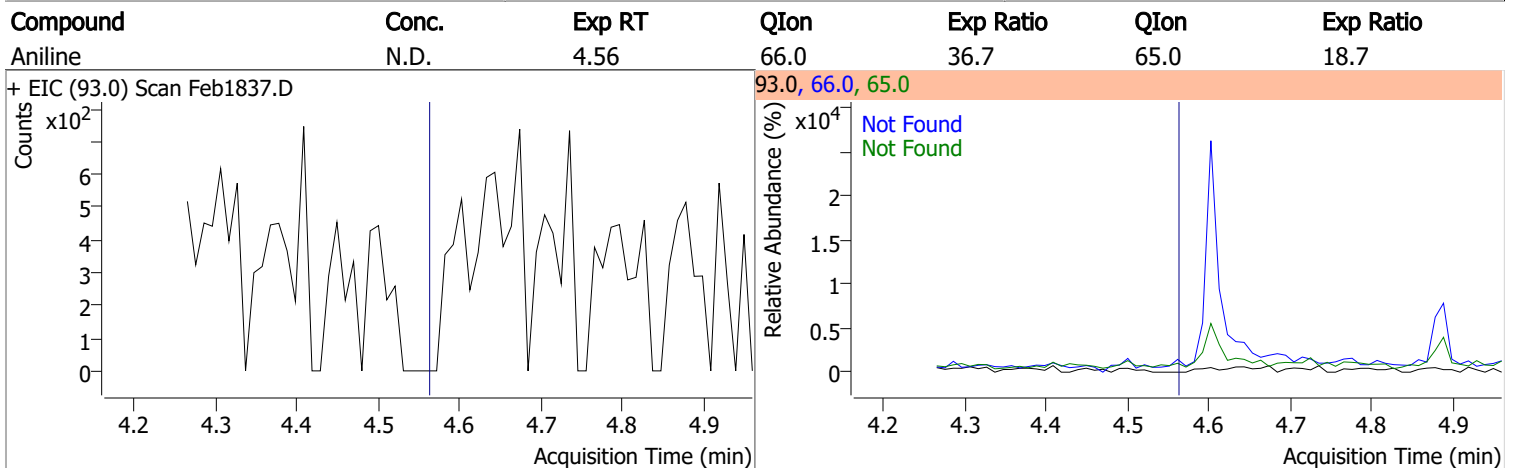 Compound Conc. Exp RT QIon Exp Ratio QIon Exp Ratio
Aniline N.D. 4.56 66.0 36.7 65.0 18.7
+ EIC (93.0) Scan Feb1837.D
Counts
x10²
6
5
4
3
2
1
0
4.2 4.3 4.4 4.5 4.6 4.7 4.8 4.9
Acquisition Time (min)
93.0, 66.0, 65.0
Relative Abundance (%)
x10⁴
Not Found
Not Found
2
1.5
1
0.5
0
4.2 4.3 4.4 4.5 4.6 4.7 4.8 4.9
Acquisition Time (min)